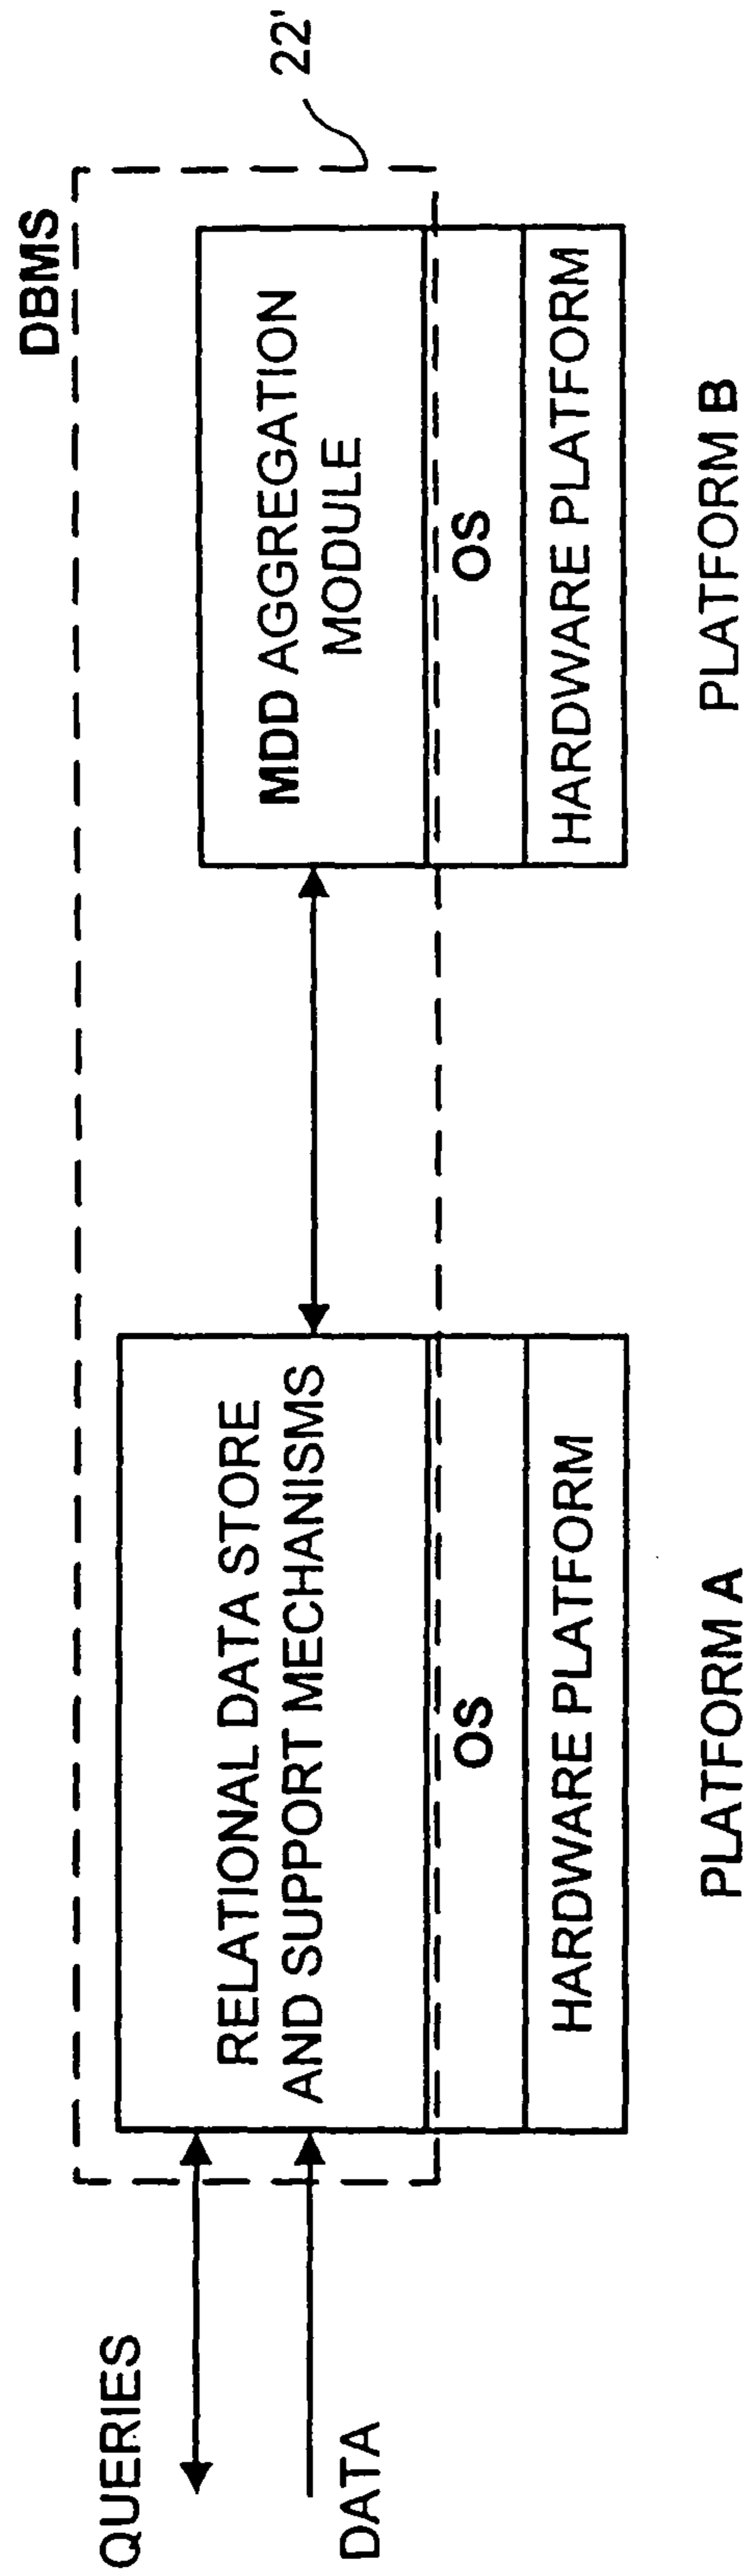 DBMS
22'
QUERIES
DATA
RELATIONAL DATA STORE
AND SUPPORT MECHANISMS
OS
HARDWARE PLATFORM
PLATFORM A
MDD AGGREGATION
MODULE
OS
HARDWARE PLATFORM
PLATFORM B